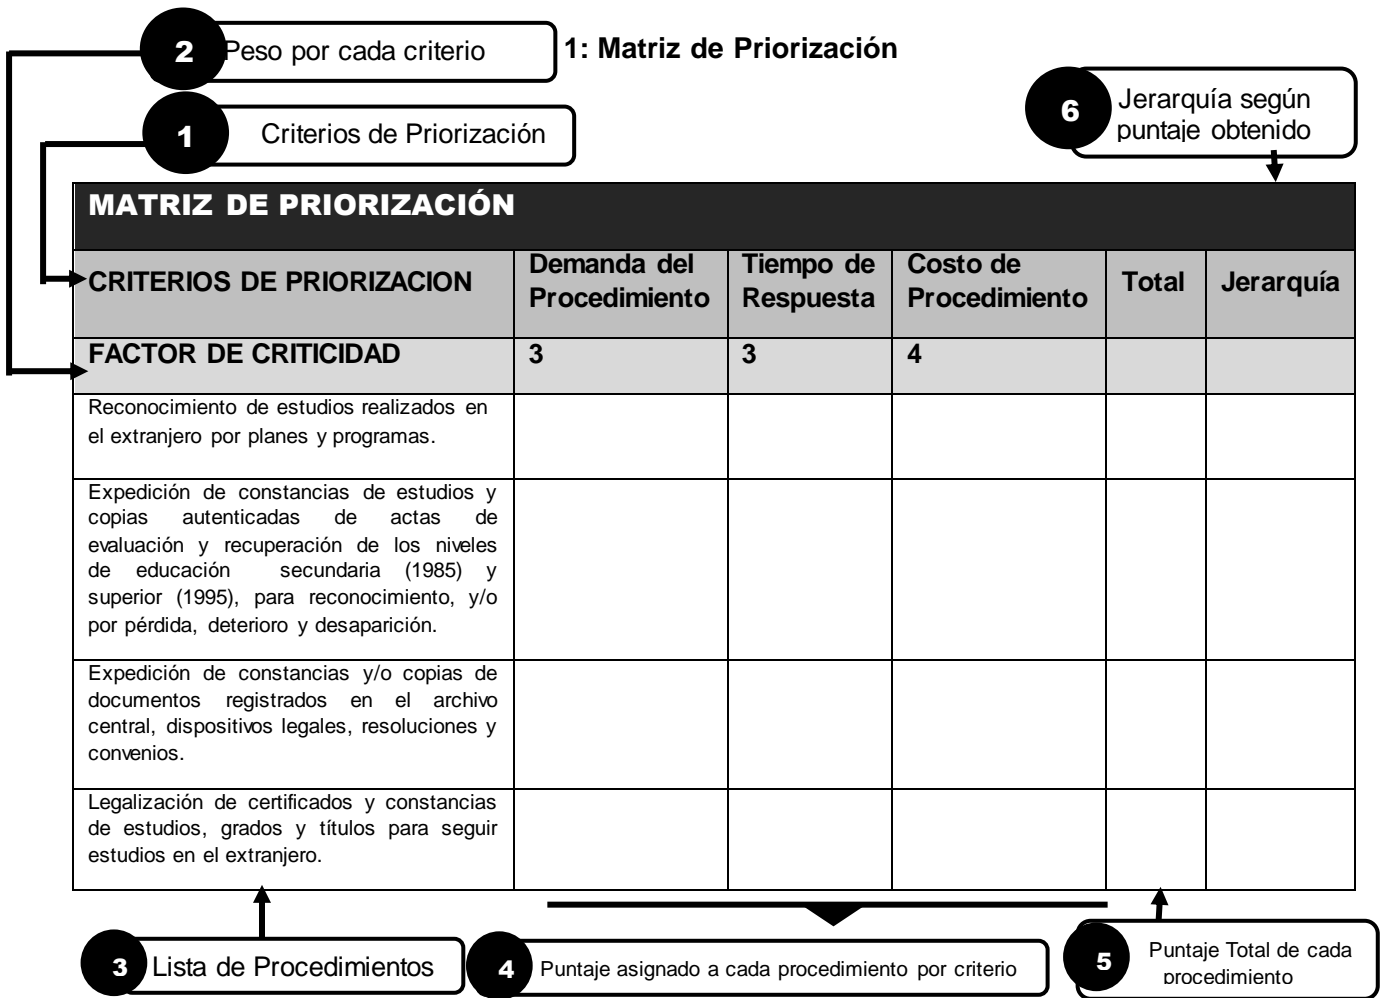 2 Peso por cada criterio
1: Matriz de Priorización
1 Criterios de Priorización
6 Jerarquía según
puntaje obtenido
MATRIZ DE PRIORIZACIÓN
CRITERIOS DE PRIORIZACION
Demanda del
Procedimiento
Tiempo de
Respuesta
Costo de
Procedimiento
Total
Jerarquía
FACTOR DE CRITICIDAD 3 3 4
Reconocimiento de estudios realizados en
el extranjero por planes y programas.
Expedición de constancias de estudios y
copias autenticadas de actas de
evaluación y recuperación de los niveles
de educación secundaria (1985) y
superior (1995), para reconocimiento, y/o
por pérdida, deterioro y desaparición.
Expedición de constancias y/o copias de
documentos registrados en el archivo
central, dispositivos legales, resoluciones y
convenios.
Legalización de certificados y constancias
de estudios, grados y títulos para seguir
estudios en el extranjero.
3 Lista de Procedimientos
4 Puntaje asignado a cada procedimiento por criterio
5 Puntaje Total de cada
procedimiento